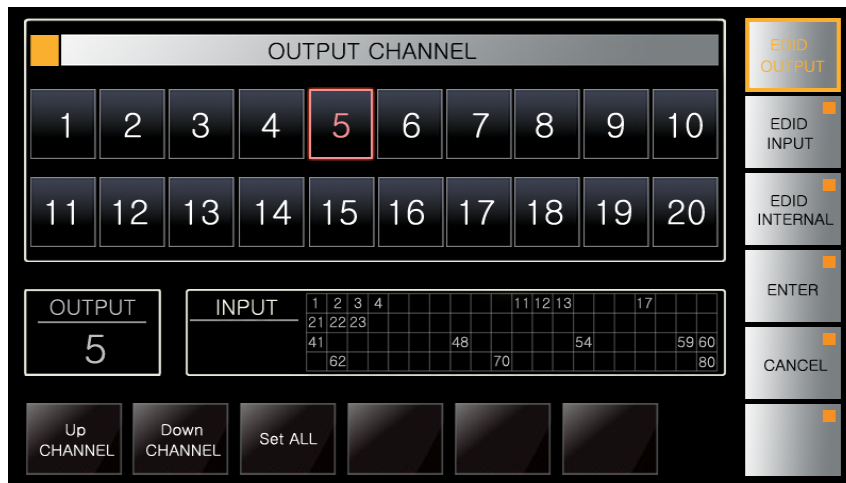 OUTPUT CHANNEL
1 2 3 4 5 6 7 8 9 10
11 12 13 14 15 16 17 18 19 20
OUTPUT
5
INPUT
1 2 3 4 11 12 13 17
21 22 23
41 48 54 59 60
62 70 80
Up
CHANNEL
Down
CHANNEL
Set ALL
EDID
OUTPUT
EDID
INPUT
EDID
INTERNAL
ENTER
CANCEL